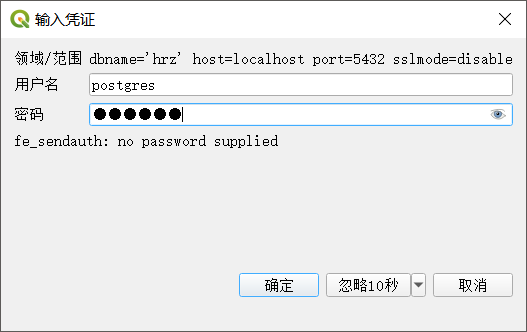 输入凭证
领域/范围 dbname='hrz' host=localhost port=5432 sslmode=disable
用户名 postgres
密码 ●●●●●●
fe_sendauth: no password supplied
确定 忽略10秒 取消